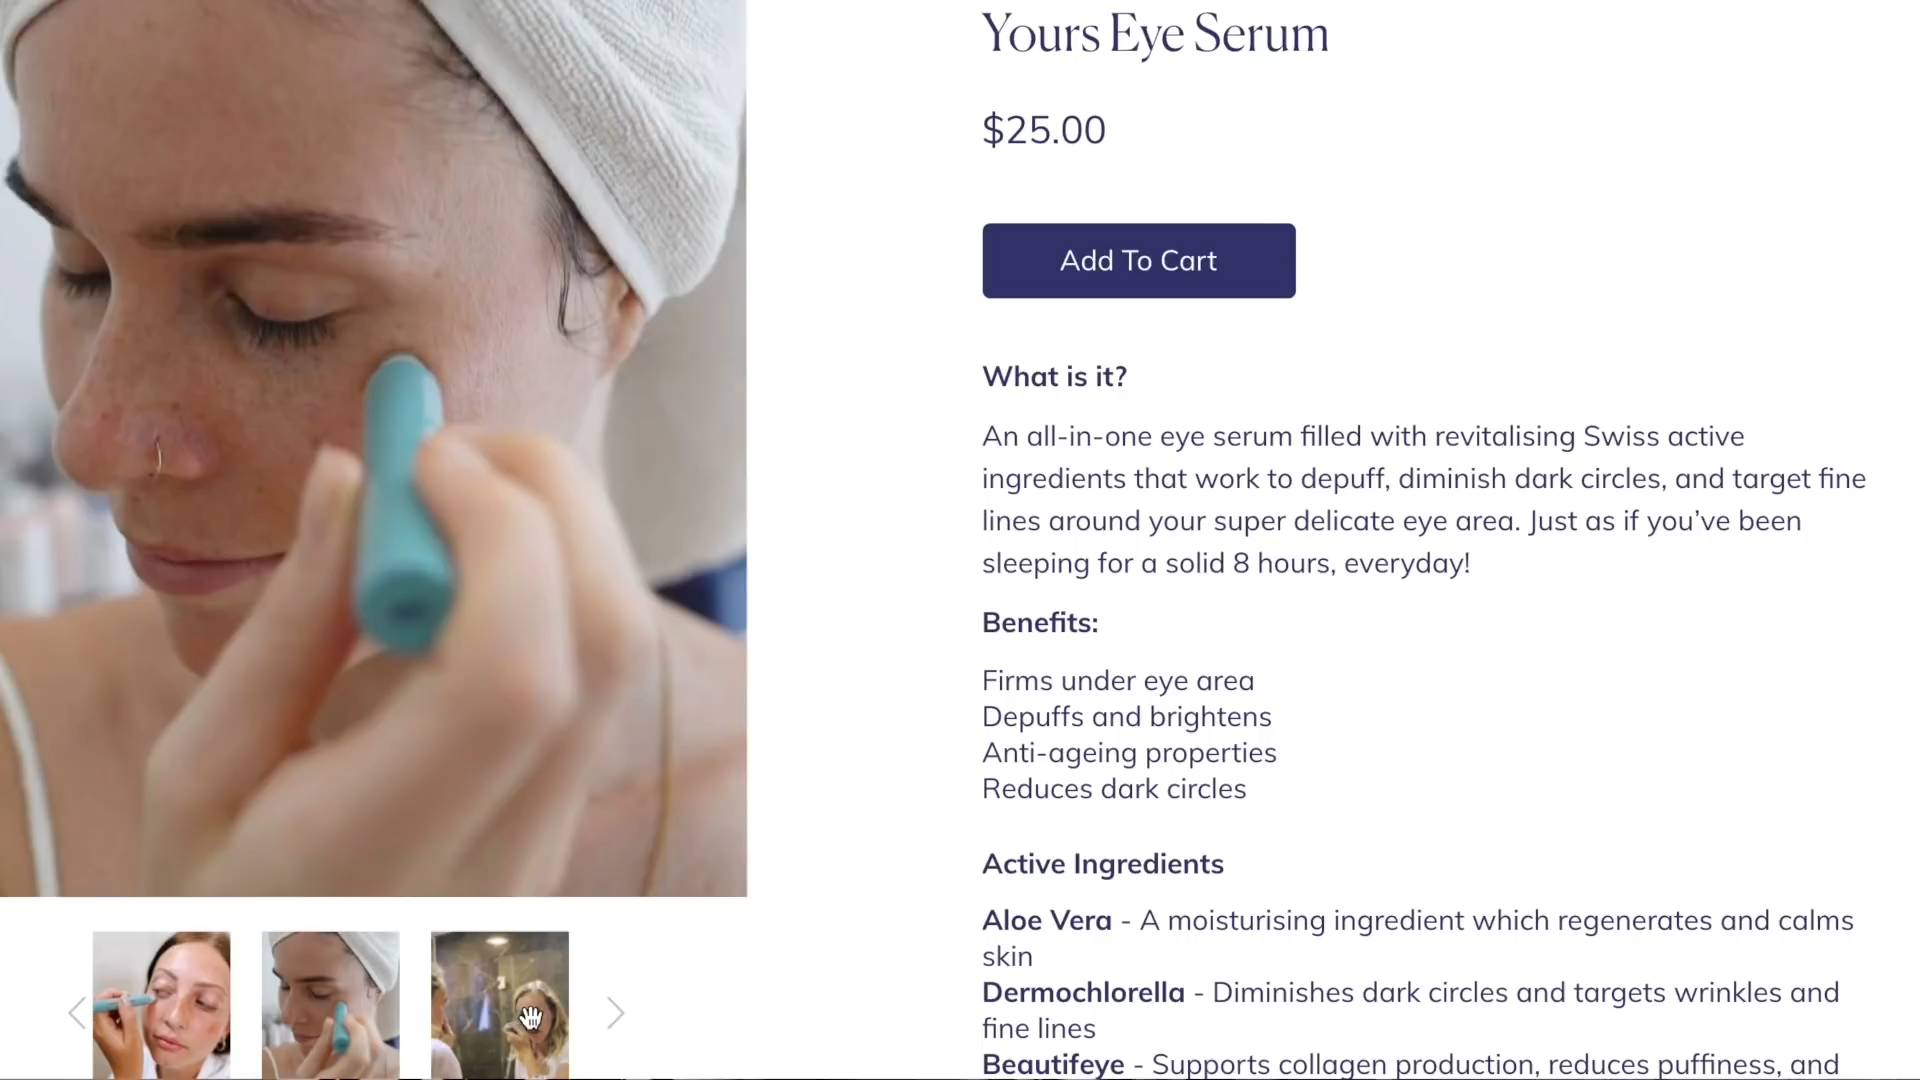 Yours Eye Serum
$25.00
Add To Cart
What is it?
An all-in-one eye serum filled with revitalising Swiss active
ingredients that work to depuff, diminish dark circles, and target fine
lines around your super delicate eye area. Just as if you’ve been
sleeping for a solid 8 hours, everyday!
Benefits:
Firms under eye area
Depuffs and brightens
Anti-ageing properties
Reduces dark circles
Active Ingredients
Aloe Vera - A moisturising ingredient which regenerates and calms
skin
Dermochlorella - Diminishes dark circles and targets wrinkles and
fine lines
Beautifeye - Supports collagen production, reduces puffiness, and